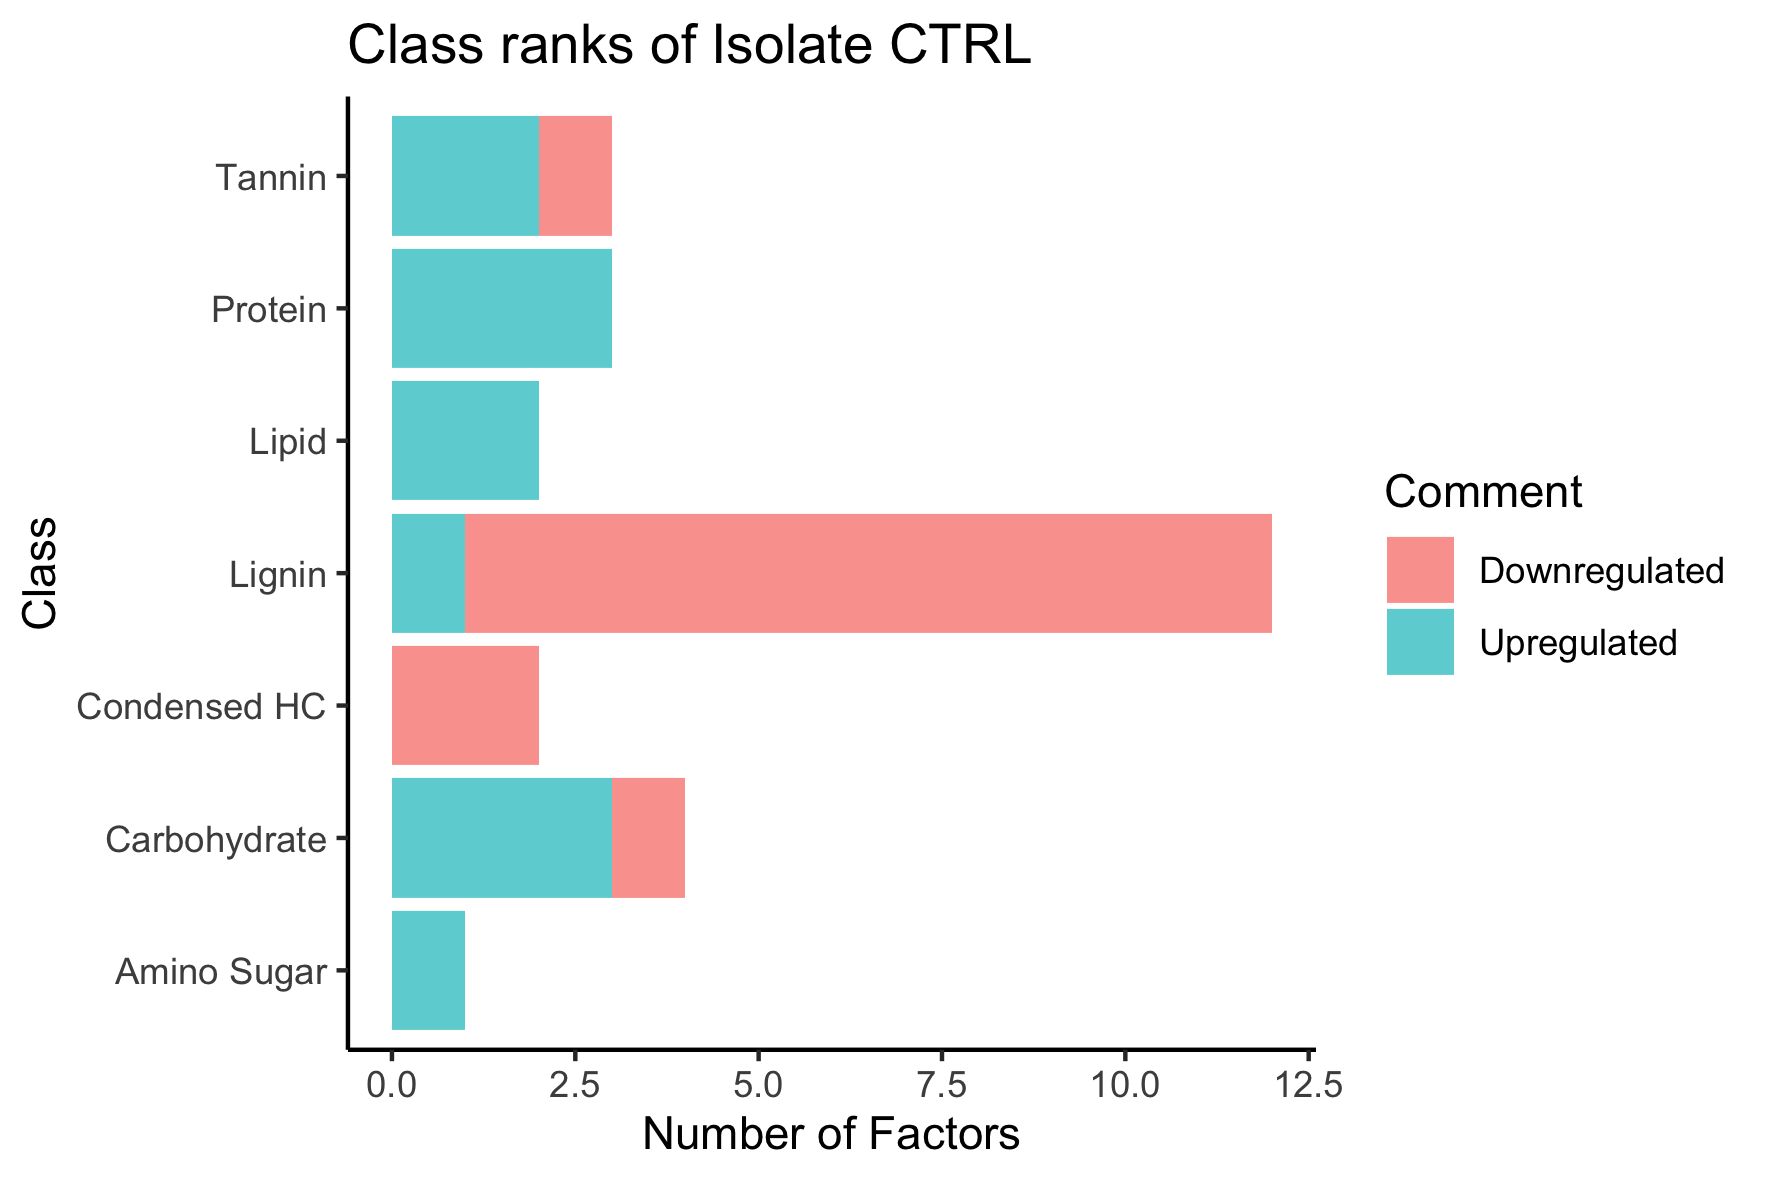 Class ranks of Isolate CTRL
Class
Tannin
Protein
Lipid
Lignin
Condensed HC
Carbohydrate
Amino Sugar
0.0 2.5 5.0 7.5 10.0 12.5
Number of Factors
Comment
Downregulated
Upregulated